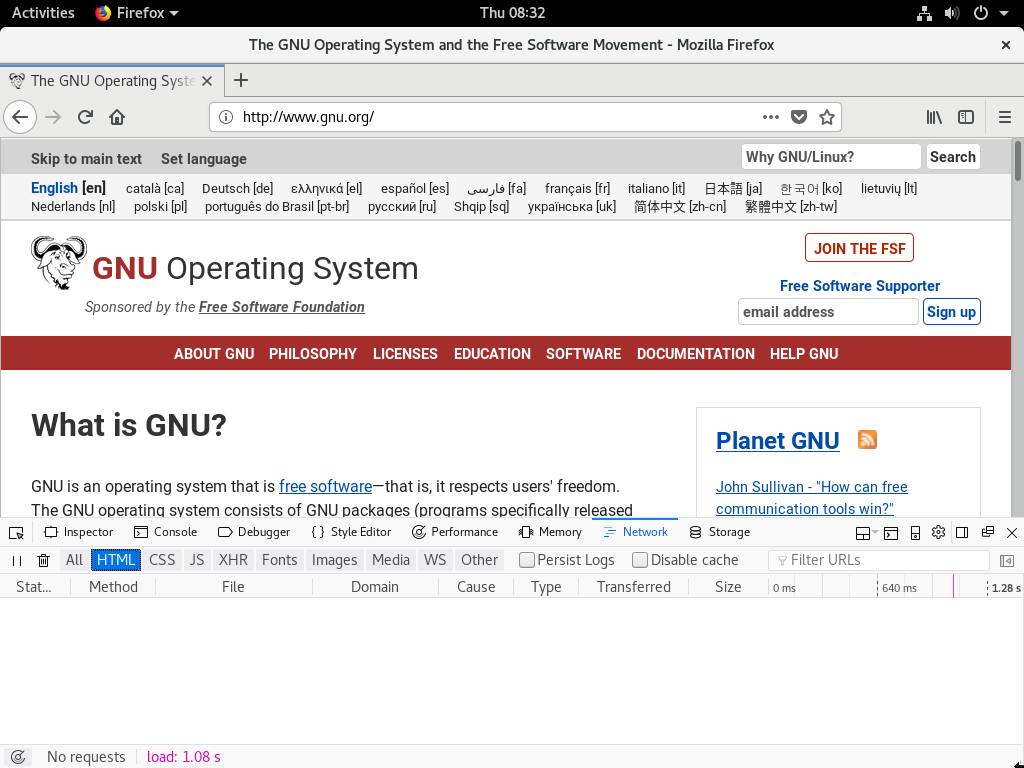 Activities Firefox Thu 08:32
The GNU Operating System and the Free Software Movement - Mozilla Firefox
The GNU Operating Syste
http://www.gnu.org/
Skip to main text Set language Why GNU/Linux? Search
English [en] català [ca] Deutsch [de] ελληνικά [el] español [es] فارسی [fa] français [fr] italiano [it] 日本語 [ja] 한국어 [ko] lietuvių [lt]
Nederlands [nl] polski [pl] português do Brasil [pt-br] русский [ru] Shqip [sq] українська [uk] 简体中文 [zh-cn] 繁體中文 [zh-tw]
JOIN THE FSF
GNU Operating System
Free Software Supporter
Sponsored by the Free Software Foundation
email address Sign up
ABOUT GNU PHILOSOPHY LICENSES EDUCATION SOFTWARE DOCUMENTATION HELP GNU
What is GNU?
Planet GNU
GNU is an operating system that is free software—that is, it respects users' freedom.
The GNU operating system consists of GNU packages (programs specifically released
John Sullivan - "How can free
communication tools win?"
Inspector Console Debugger {} Style Editor Performance Memory Network Storage
All HTML CSS JS XHR Fonts Images Media WS Other Persist Logs Disable cache Filter URLs
Stat… Method File Domain Cause Type Transferred Size 0 ms 640 ms 1.28 s
No requests load: 1.08 s